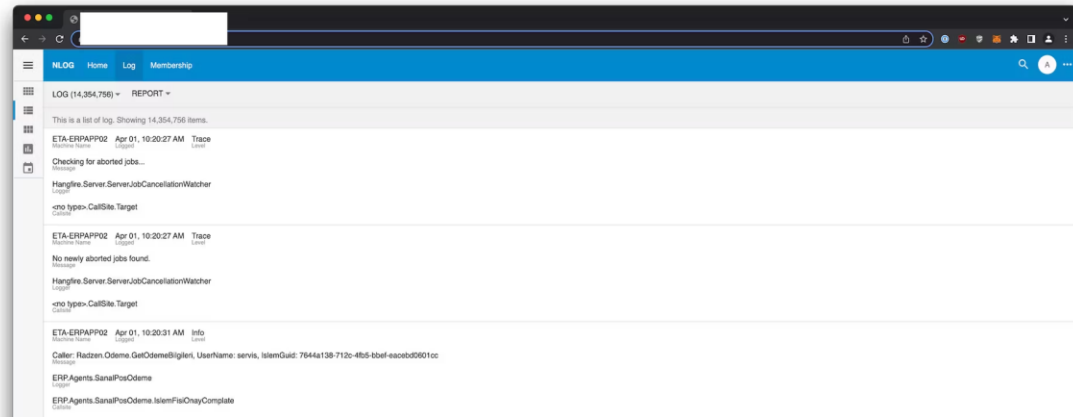 NLOG Home Log Membership A
LOG (14,354,756) REPORT
This is a list of log. Showing 14,354,756 items.
ETA-ERPAPP02 Apr 01, 10:20:27 AM Trace
Machine Name Logged Level
Checking for aborted jobs...
Message
Hangfire.Server.ServerJobCancellationWatcher
Logger
<no type>.CallSite.Target
Callsite
ETA-ERPAPP02 Apr 01, 10:20:27 AM Trace
Machine Name Logged Level
No newly aborted jobs found.
Message
Hangfire.Server.ServerJobCancellationWatcher
Logger
<no type>.CallSite.Target
Callsite
ETA-ERPAPP02 Apr 01, 10:20:31 AM Info
Machine Name Logged Level
Caller: Radzen.Odeme.GetOdemeBilgileri, UserName: servis, IslemGuid: 7644a138-712c-4fb5-bbef-eacebd0601cc
Message
ERP.Agents.SanalPosOdeme
Logger
ERP.Agents.SanalPosOdeme.IslemFisiOnayComplate
Callsite